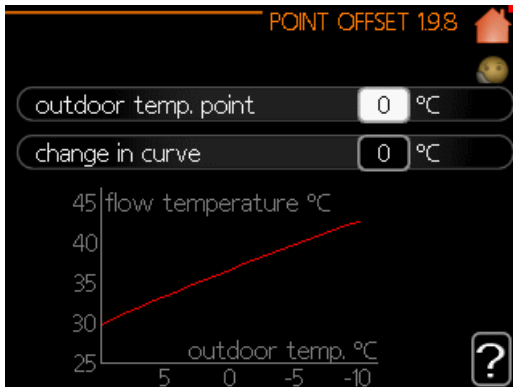 POINT OFFSET 1.9.8
outdoor temp. point 0 °C
change in curve 0 °C
45 flow temperature °C
40
35
30
25 outdoor temp. °C
5 0 -5 -10
?